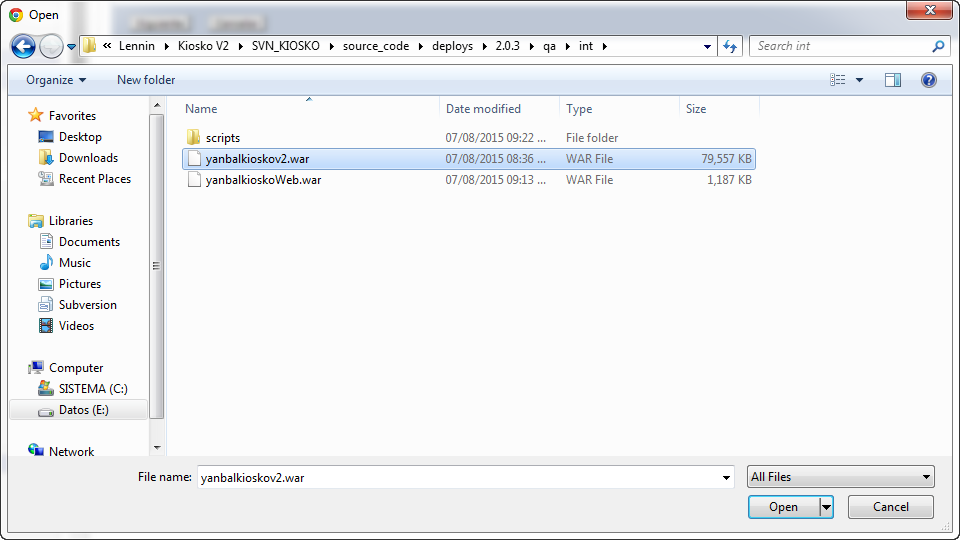 Open
« Lennin Kiosko V2 SVN_KIOSKO source_code deploys 2.0.3 qa int
Search int
Organize New folder
Name Date modified Type Size
scripts 07/08/2015 09:22 ... File folder
yanbalkioskov2.war 07/08/2015 08:36 ... WAR File 79,557 KB
yanbalkioskoWeb.war 07/08/2015 09:13 ... WAR File 1,187 KB
Favorites
Desktop
Downloads
Recent Places
Libraries
Documents
Music
Pictures
Subversion
Videos
Computer
SISTEMA (C:)
Datos (E:)
Network
File name: yanbalkioskov2.war All Files
Open Cancel